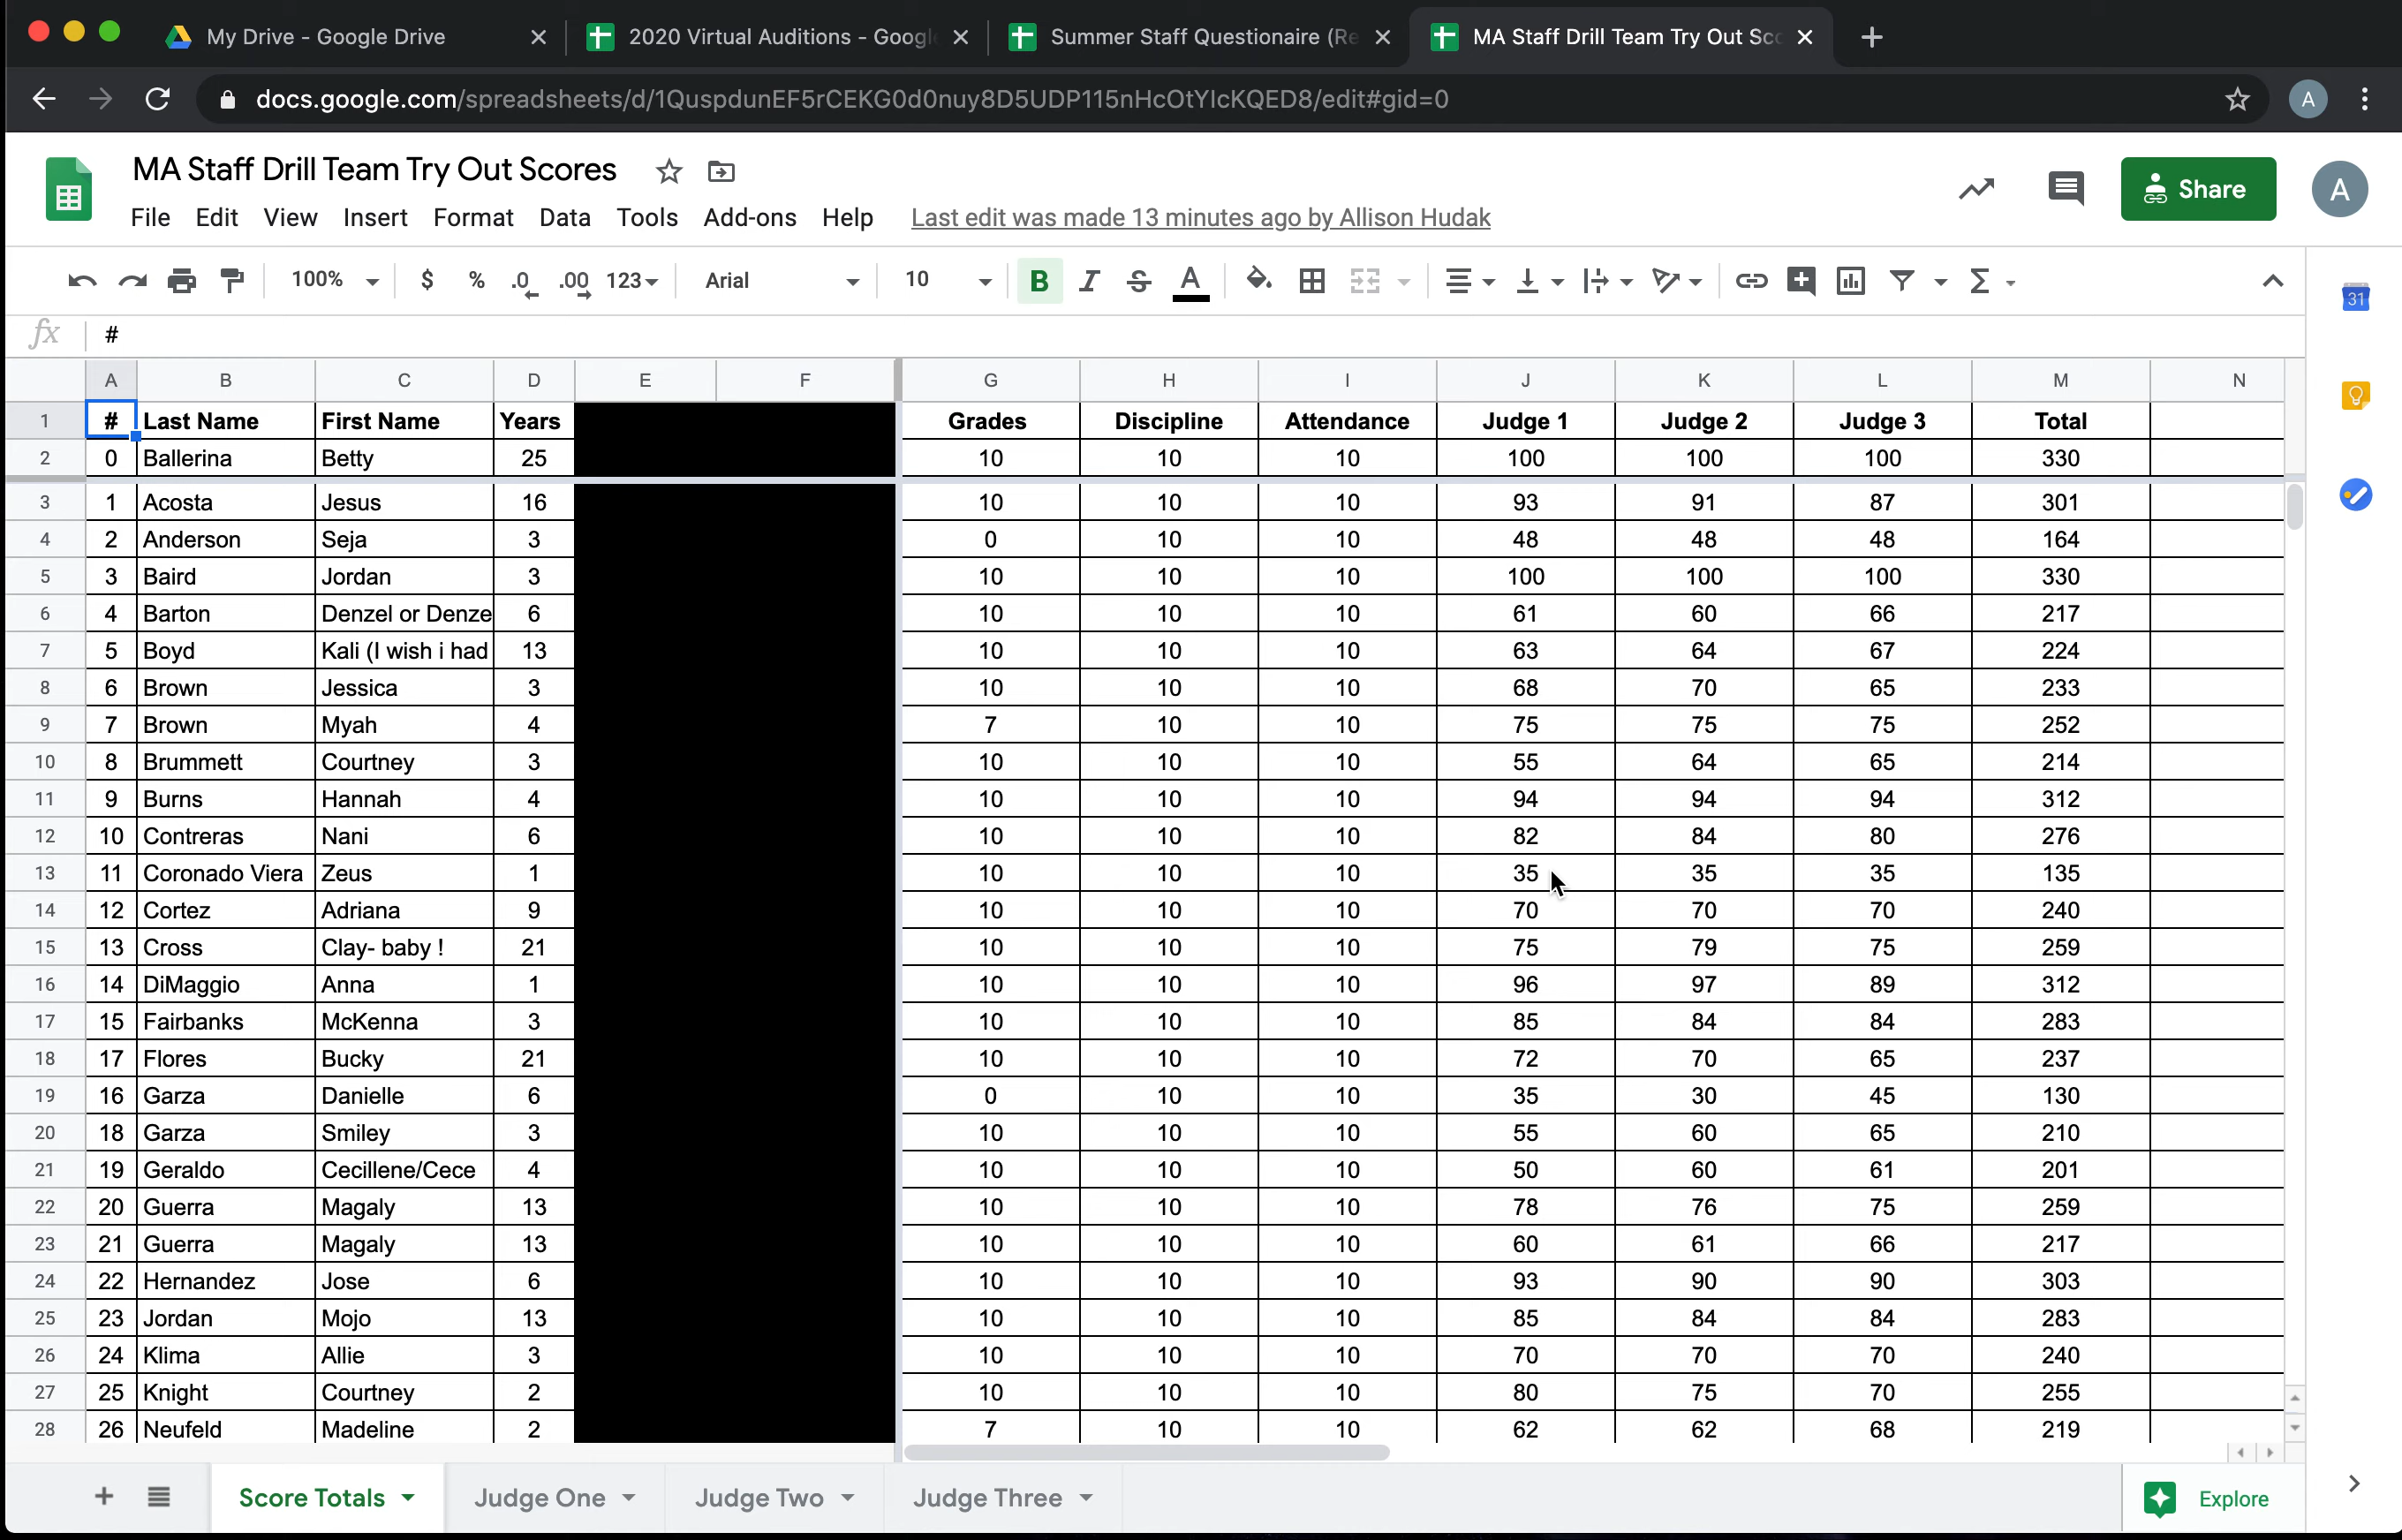 My Drive - Google Drive
2020 Virtual Auditions - Googl
Summer Staff Questionaire (Re
MA Staff Drill Team Try Out Sco
docs.google.com/spreadsheets/d/1QuspdunEF5rCEKG0d0nuy8D5UDP115nHcOtYIcKQED8/edit#gid=0
A
MA Staff Drill Team Try Out Scores
File Edit View Insert Format Data Tools Add-ons Help Last edit was made 13 minutes ago by Allison Hudak
Share
A
100% $ % .0 .00 123 Arial 10 B I S A
31
fx #
A B C D E F G H I J K L M N
1 # Last Name First Name Years Grades Discipline Attendance Judge 1 Judge 2 Judge 3 Total
2 0 Ballerina Betty 25 10 10 10 100 100 100 330
3 1 Acosta Jesus 16 10 10 10 93 91 87 301
4 2 Anderson Seja 3 0 10 10 48 48 48 164
5 3 Baird Jordan 3 10 10 10 100 100 100 330
6 4 Barton Denzel or Denze 6 10 10 10 61 60 66 217
7 5 Boyd Kali (I wish i had 13 10 10 10 63 64 67 224
8 6 Brown Jessica 3 10 10 10 68 70 65 233
9 7 Brown Myah 4 7 10 10 75 75 75 252
10 8 Brummett Courtney 3 10 10 10 55 64 65 214
11 9 Burns Hannah 4 10 10 10 94 94 94 312
12 10 Contreras Nani 6 10 10 10 82 84 80 276
13 11 Coronado Viera Zeus 1 10 10 10 35 35 35 135
14 12 Cortez Adriana 9 10 10 10 70 70 70 240
15 13 Cross Clay- baby ! 21 10 10 10 75 79 75 259
16 14 DiMaggio Anna 1 10 10 10 96 97 89 312
17 15 Fairbanks McKenna 3 10 10 10 85 84 84 283
18 17 Flores Bucky 21 10 10 10 72 70 65 237
19 16 Garza Danielle 6 0 10 10 35 30 45 130
20 18 Garza Smiley 3 10 10 10 55 60 65 210
21 19 Geraldo Cecillene/Cece 4 10 10 10 50 60 61 201
22 20 Guerra Magaly 13 10 10 10 78 76 75 259
23 21 Guerra Magaly 13 10 10 10 60 61 66 217
24 22 Hernandez Jose 6 10 10 10 93 90 90 303
25 23 Jordan Mojo 13 10 10 10 85 84 84 283
26 24 Klima Allie 3 10 10 10 70 70 70 240
27 25 Knight Courtney 2 10 10 10 80 75 70 255
28 26 Neufeld Madeline 2 7 10 10 62 62 68 219
Score Totals Judge One Judge Two Judge Three Explore